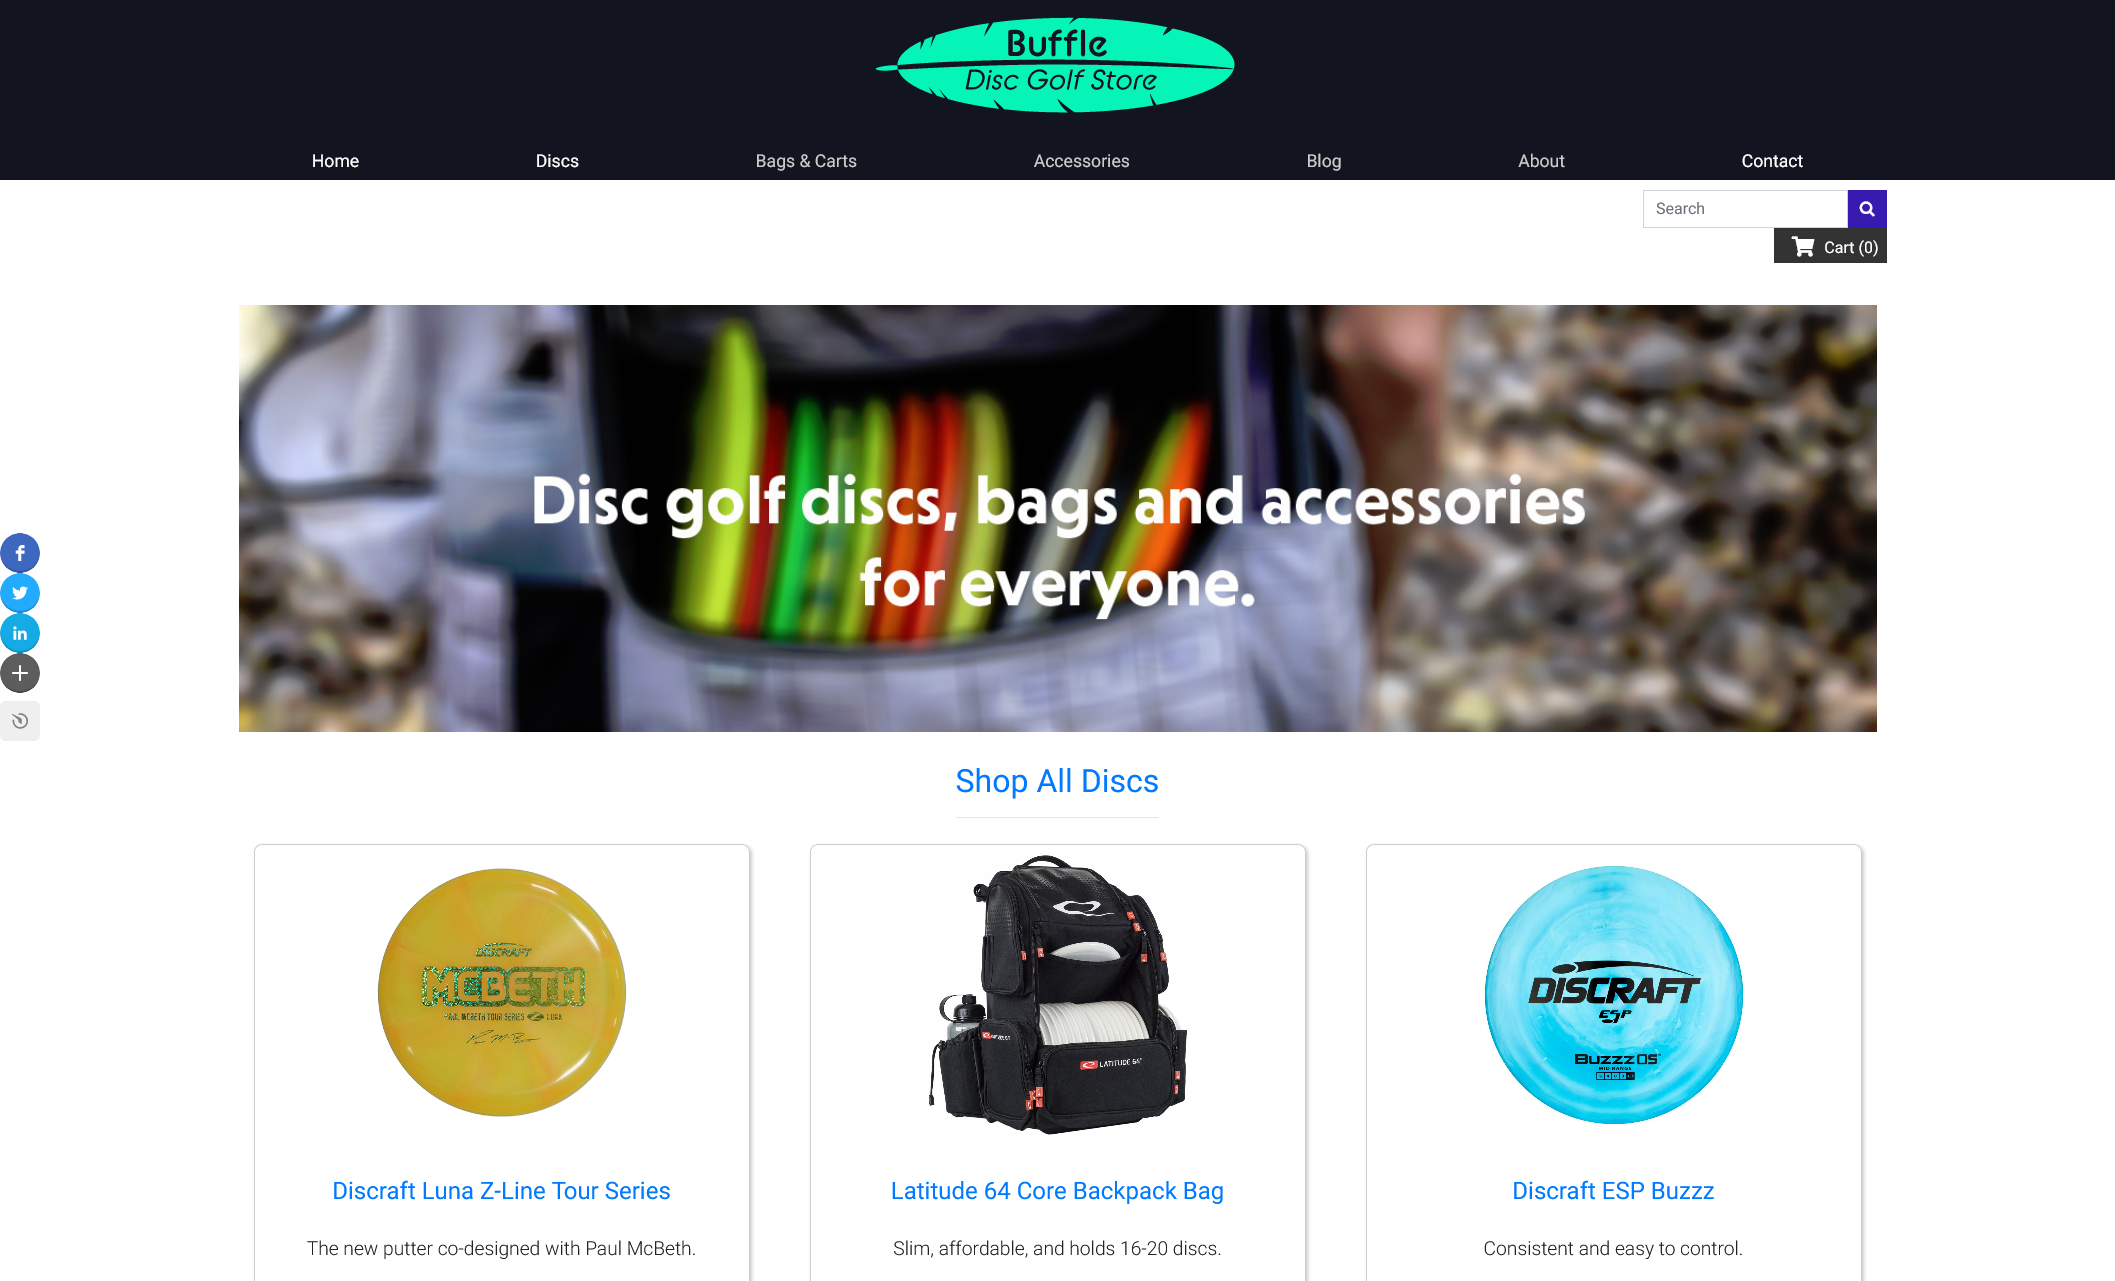 Buffle
Disc Golf Store
Home Discs Bags & Carts Accessories Blog About Contact
Search
Cart (0)
Disc golf discs, bags and accessories
for everyone.
Shop All Discs
DISCRAFT
MCBETH
PAUL MCBETH TOUR SERIES LUNA
LATITUDE 64°
DISCRAFT
ESP
BUZZZ OS
MID RANGE
Discraft Luna Z-Line Tour Series
Latitude 64 Core Backpack Bag
Discraft ESP Buzzz
The new putter co-designed with Paul McBeth.
Slim, affordable, and holds 16-20 discs.
Consistent and easy to control.